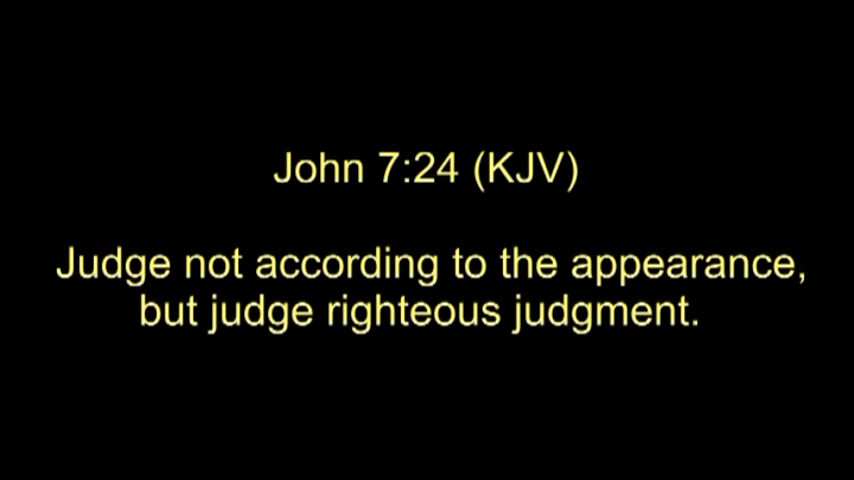 John 7:24 (KJV)
Judge not according to the appearance,
but judge righteous judgment.